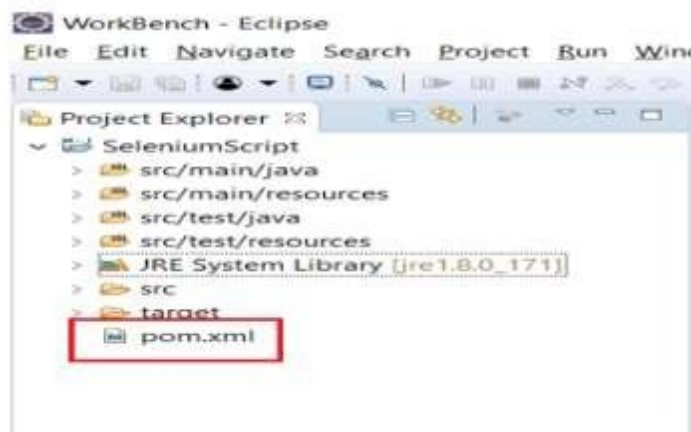 WorkBench - Eclipse
File Edit Navigate Search Project Run Wind
Project Explorer
SeleniumScript
src/main/java
src/main/resources
src/test/java
src/test/resources
JRE System Library [jre1.8.0_171]
src
target
pom.xml